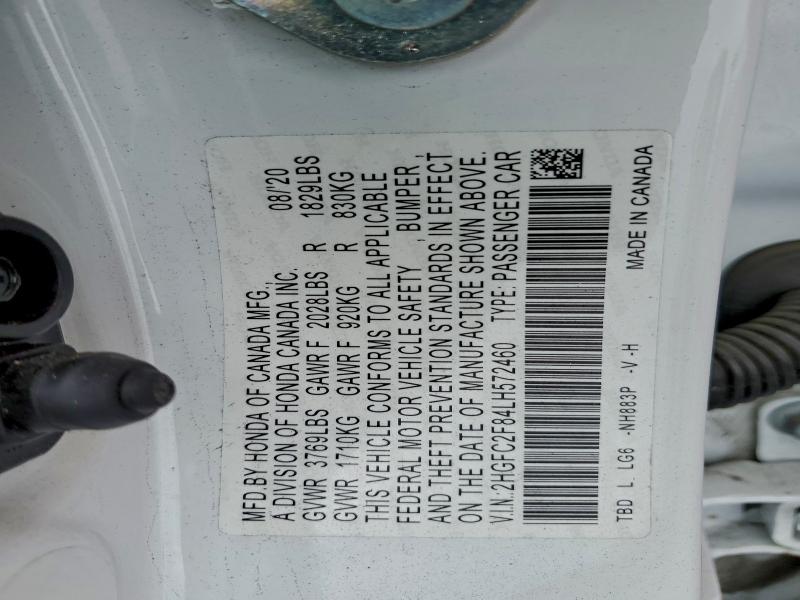 MFD.BY HONDA OF CANADA MFG., 08/'20
A DIVISION OF HONDA CANADA INC.
GVWR 3769LBS GAWR F 2028LBS R 1829LBS
GVWR 1710KG GAWR F 920KG R 830KG
THIS VEHICLE CONFORMS TO ALL APPLICABLE
FEDERAL MOTOR VEHICLE SAFETY , BUMPER ,
AND THEFT PREVENTION STANDARDS, IN EFFECT
ON THE DATE OF MANUFACTURE SHOWN ABOVE.
V.I.N:2HGFC2F84LH572460 TYPE:PASSENGER CAR
TBD L LG6 -NH883P -V-H MADE IN CANADA